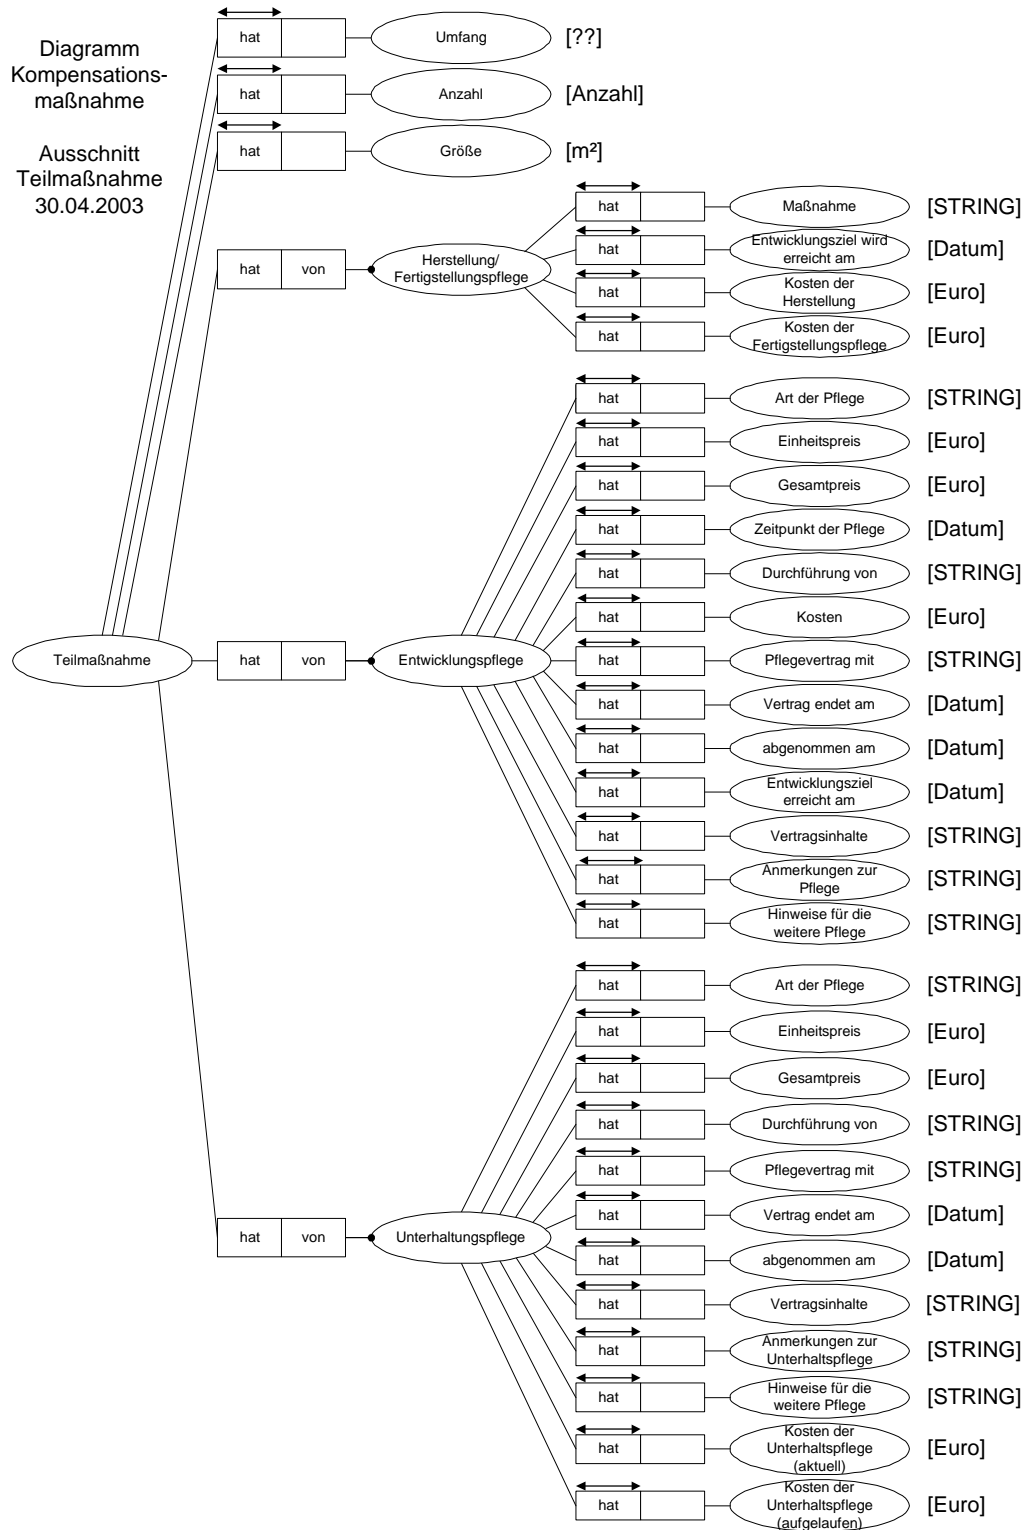 Diagramm
Kompensations-
maßnahme
Ausschnitt
Teilmaßnahme
30.04.2003
hat Umfang [??]
hat Anzahl [Anzahl]
hat Größe [m²]
hat von Herstellung/
Fertigstellungspflege
hat Maßnahme [STRING]
hat Entwicklungsziel wird
erreicht am [Datum]
hat Kosten der
Herstellung [Euro]
hat Kosten der
Fertigstellungspflege [Euro]
Teilmaßnahme hat von Entwicklungspflege
hat Art der Pflege [STRING]
hat Einheitspreis [Euro]
hat Gesamtpreis [Euro]
hat Zeitpunkt der Pflege [Datum]
hat Durchführung von [STRING]
hat Kosten [Euro]
hat Pflegevertrag mit [STRING]
hat Vertrag endet am [Datum]
hat abgenommen am [Datum]
hat Entwicklungsziel
erreicht am [Datum]
hat Vertragsinhalte [STRING]
hat Anmerkungen zur
Pflege [STRING]
hat Hinweise für die
weitere Pflege [STRING]
hat von Unterhaltungspflege
hat Art der Pflege [STRING]
hat Einheitspreis [Euro]
hat Gesamtpreis [Euro]
hat Durchführung von [STRING]
hat Pflegevertrag mit [STRING]
hat Vertrag endet am [Datum]
hat abgenommen am [Datum]
hat Vertragsinhalte [STRING]
hat Anmerkungen zur
Unterhaltspflege [STRING]
hat Hinweise für die
weitere Pflege [STRING]
hat Kosten der
Unterhaltspflege
(aktuell) [Euro]
hat Kosten der
Unterhaltspflege
(aufgelaufen) [Euro]